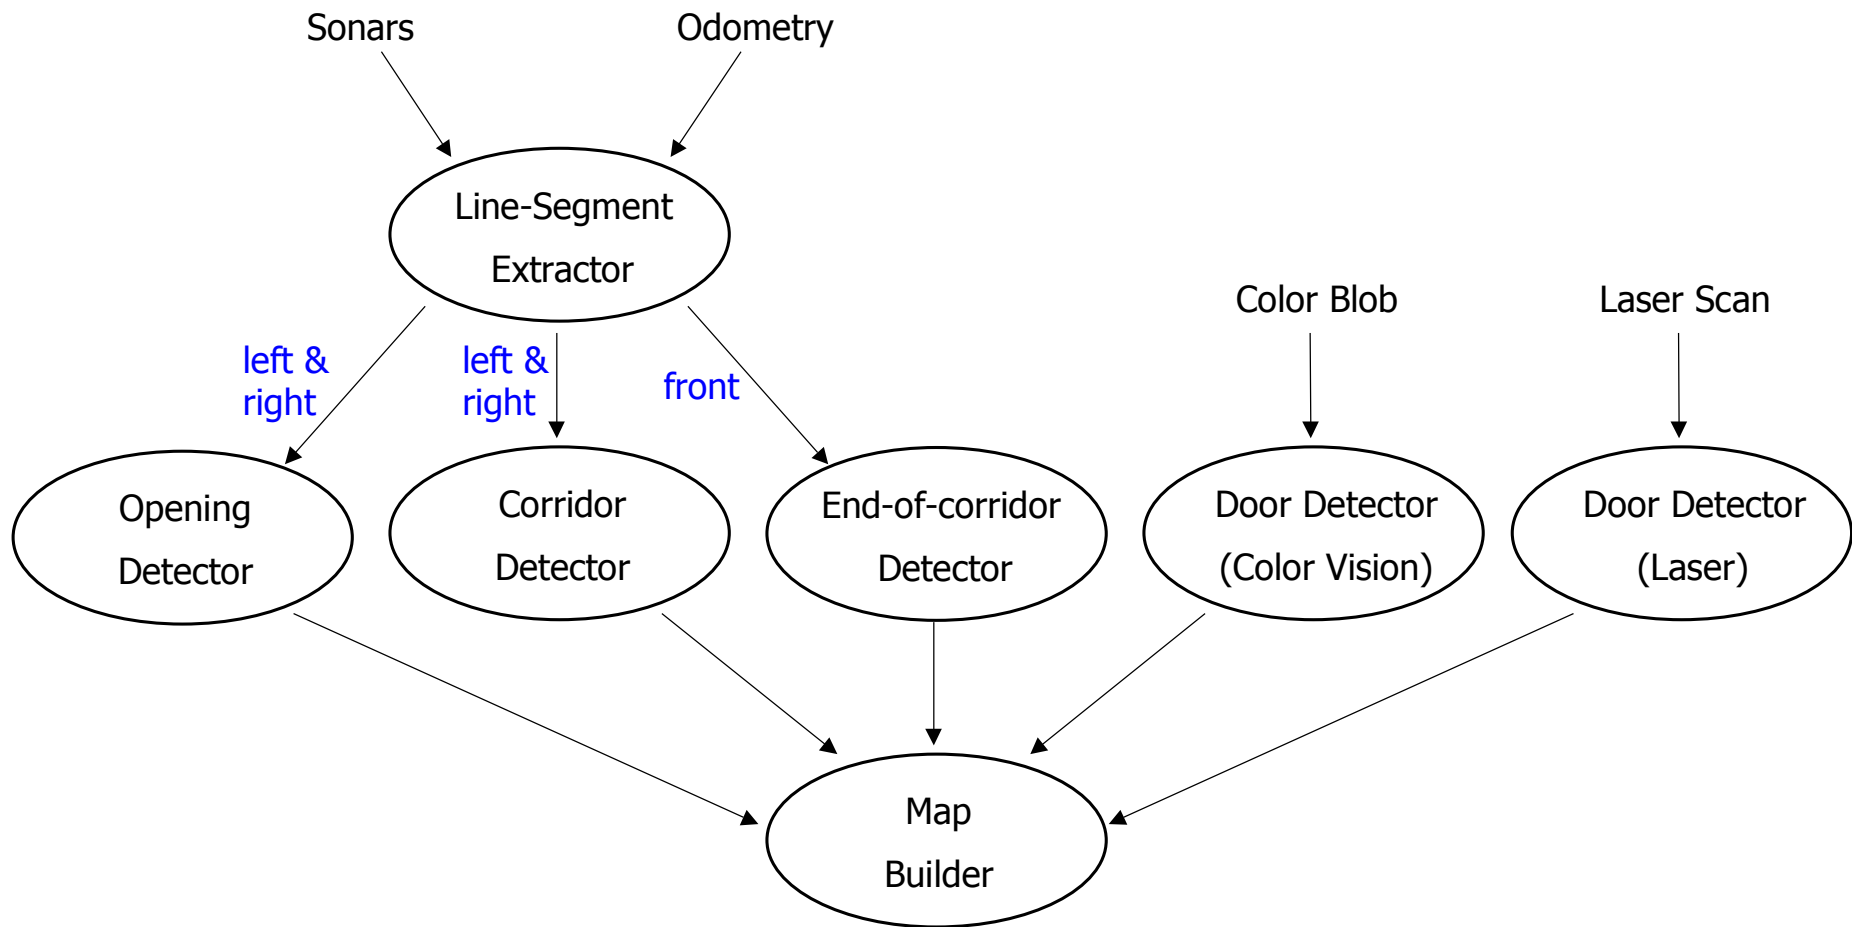 Sonars
Odometry
Line-Segment
Extractor
Color Blob
Laser Scan
left &
right
left &
right
front
Opening
Detector
Corridor
Detector
End-of-corridor
Detector
Door Detector
(Color Vision)
Door Detector
(Laser)
Map
Builder